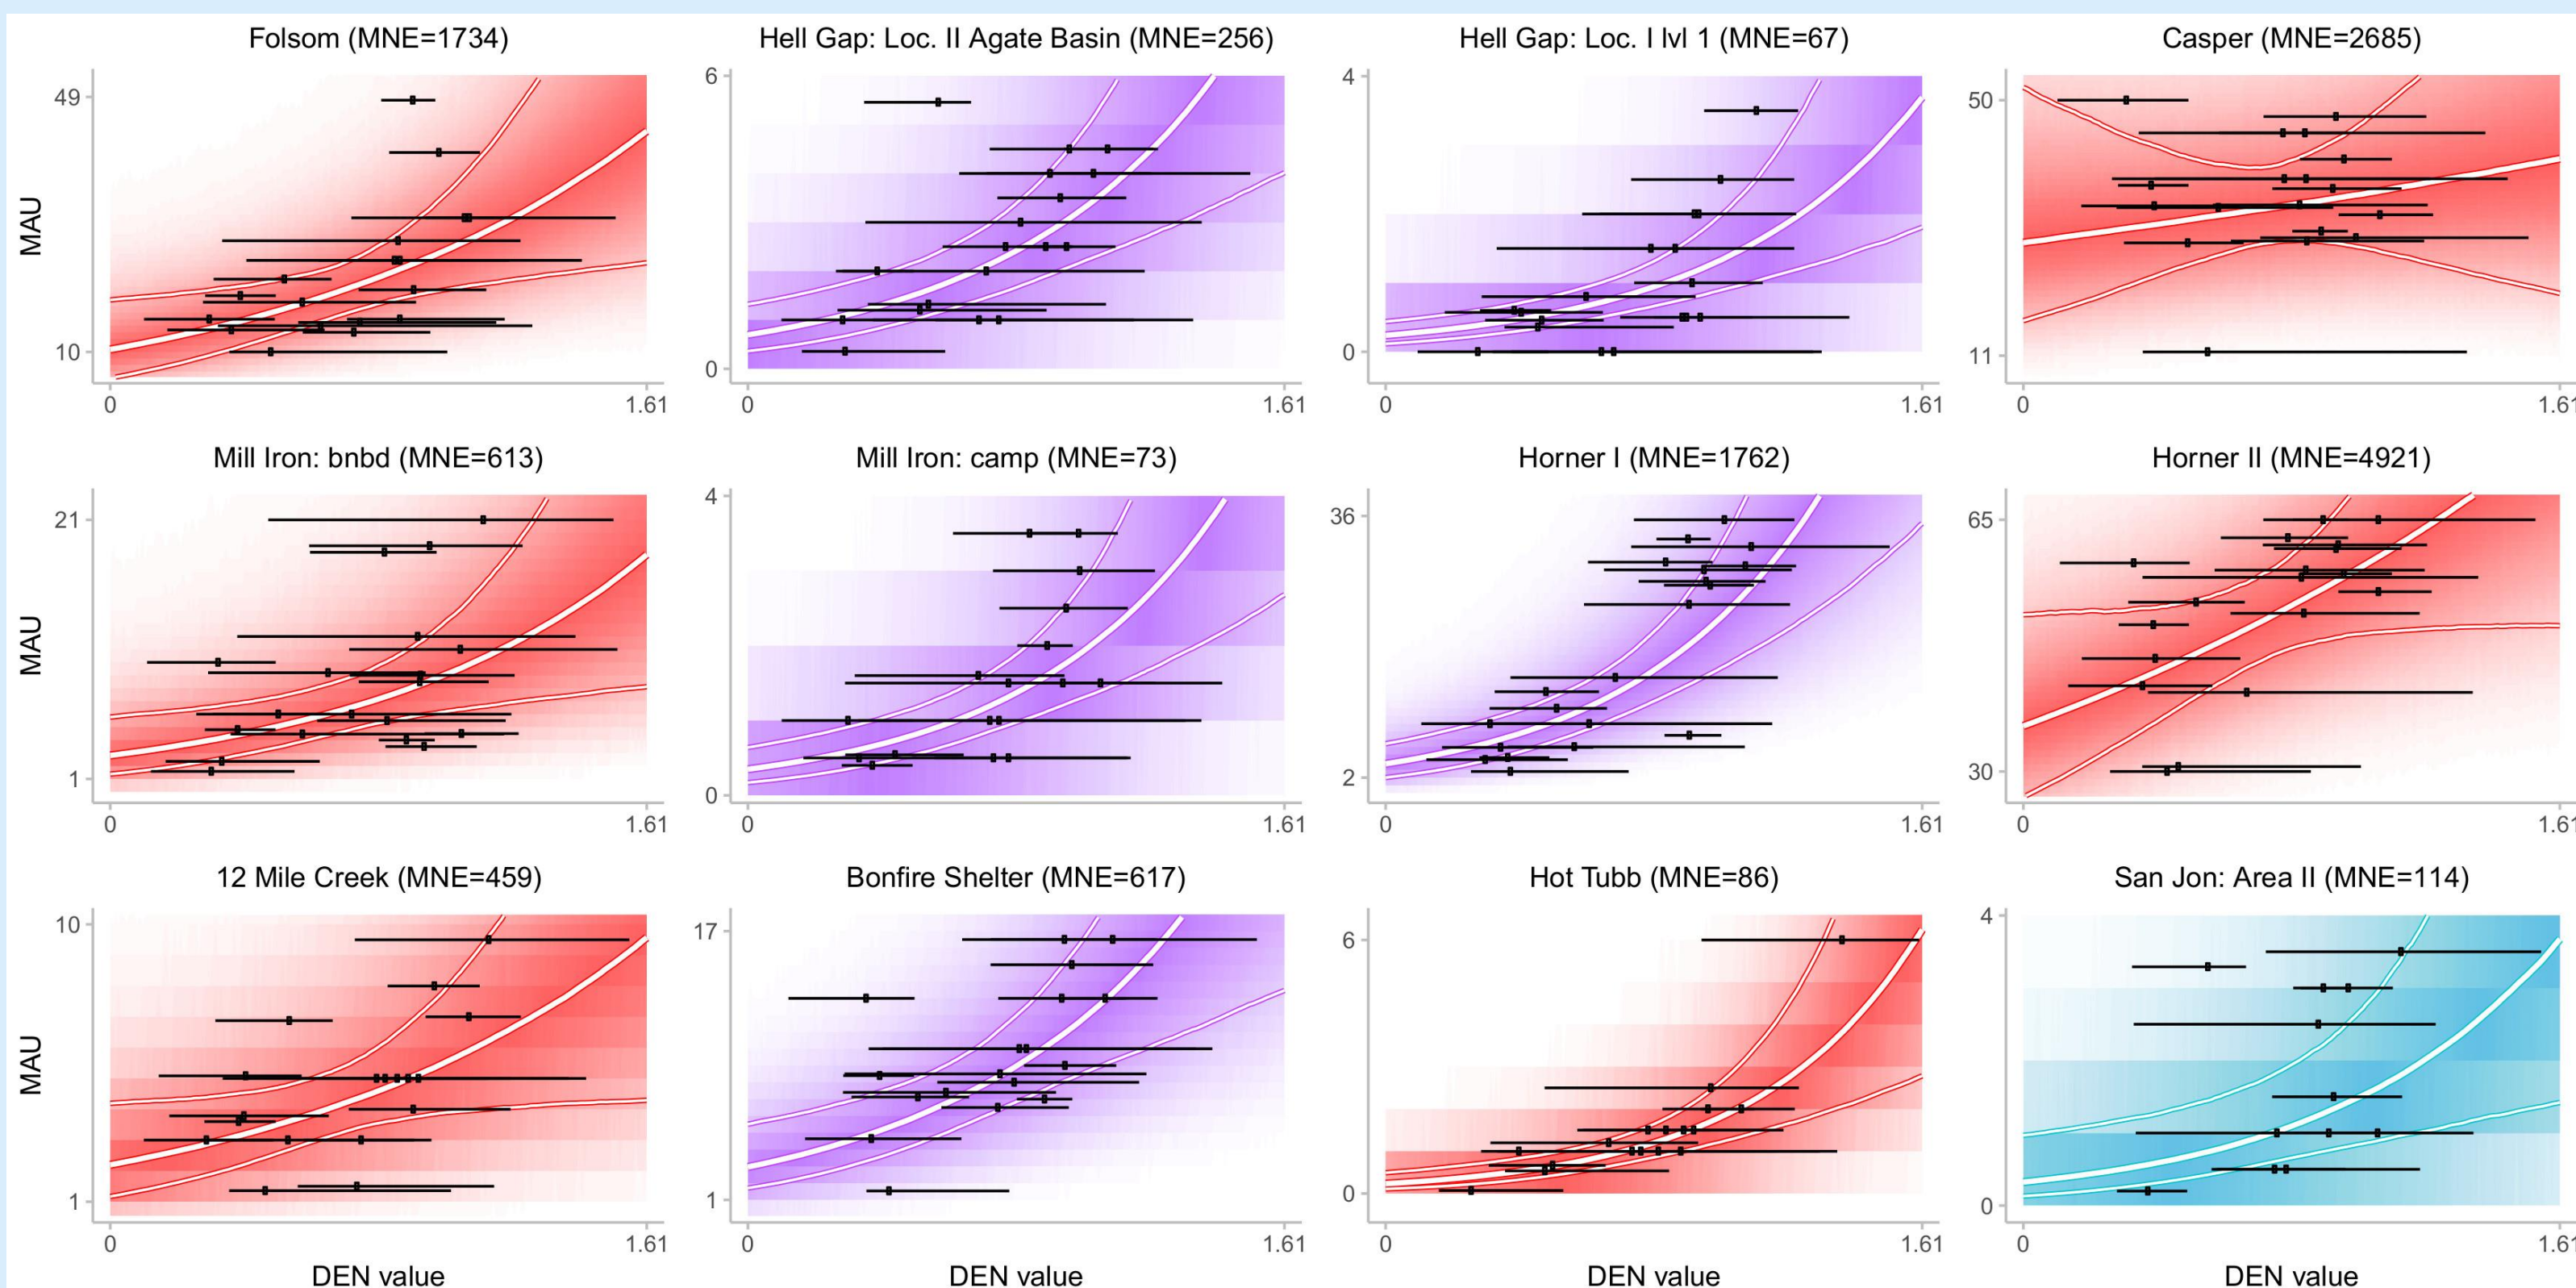 Folsom (MNE=1734)
Hell Gap: Loc. II Agate Basin (MNE=256)
Hell Gap: Loc. I lvl 1 (MNE=67)
Casper (MNE=2685)
MAU
49
10
0
1.61
6
0
0
1.61
4
0
0
1.61
50
11
0
1.61
Mill Iron: bnbd (MNE=613)
Mill Iron: camp (MNE=73)
Horner I (MNE=1762)
Horner II (MNE=4921)
MAU
21
1
0
1.61
4
0
0
1.61
36
2
0
1.61
65
30
0
1.61
12 Mile Creek (MNE=459)
Bonfire Shelter (MNE=617)
Hot Tubb (MNE=86)
San Jon: Area II (MNE=114)
MAU
10
1
0
1.61
17
1
0
1.61
6
0
0
1.61
4
0
0
1.61
DEN value
DEN value
DEN value
DEN value